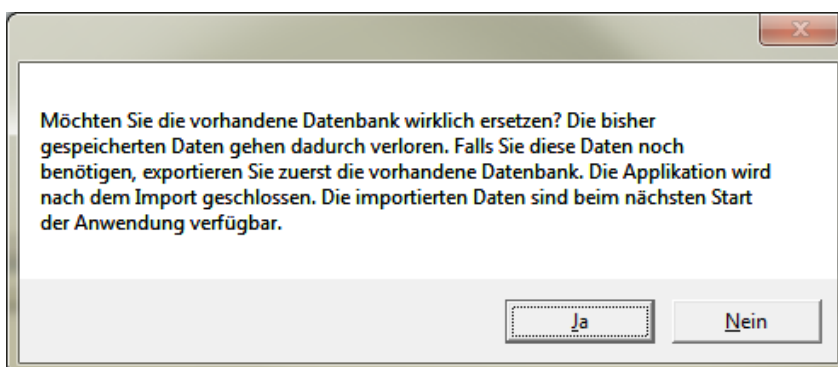 Möchten Sie die vorhandene Datenbank wirklich ersetzen? Die bisher
gespeicherten Daten gehen dadurch verloren. Falls Sie diese Daten noch
benötigen, exportieren Sie zuerst die vorhandene Datenbank. Die Applikation wird
nach dem Import geschlossen. Die importierten Daten sind beim nächsten Start
der Anwendung verfügbar.
Ja
Nein